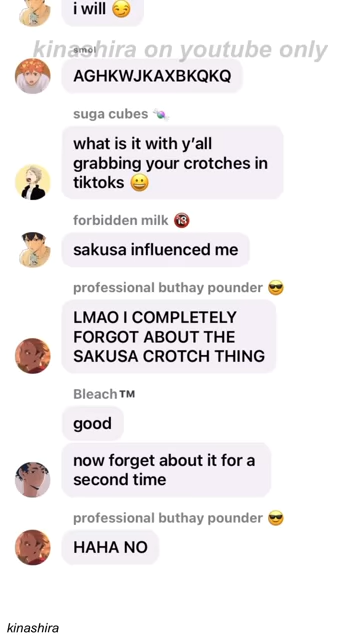 i will 😏
kinashira on youtube only
smol
AGHKWJKAXBKQKQ
suga cubes 🍬
what is it with y’all
grabbing your crotches in
tiktoks 😀
forbidden milk 🔞
sakusa influenced me
professional buthay pounder 😎
LMAO I COMPLETELY
FORGOT ABOUT THE
SAKUSA CROTCH THING
Bleach™
good
now forget about it for a
second time
professional buthay pounder 😎
HAHA NO
kinashira